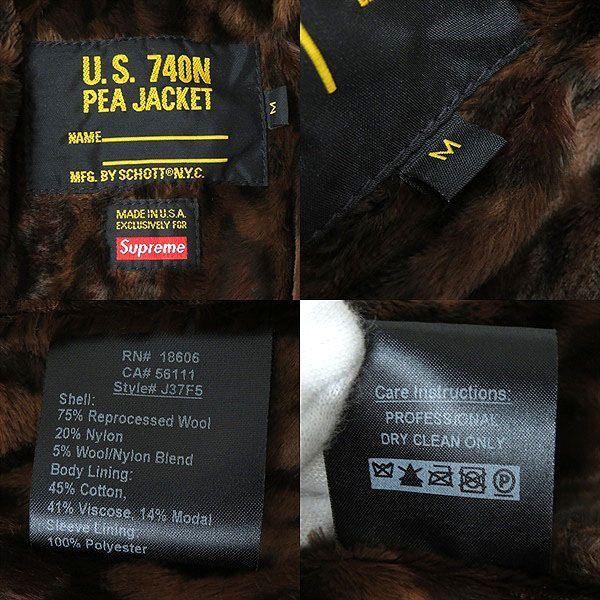 U.S. 740N
PEA JACKET
NAME
MFG. BY SCHOTT®N.Y.C.
M
MADE IN U.S.A.
EXCLUSIVELY FOR
Supreme
M
RN# 18606
CA# 56111
Style# J37F5
Shell:
75% Reprocessed Wool
20% Nylon
5% Wool/Nylon Blend
Body Lining:
45% Cotton,
41% Viscose, 14% Modal
Sleeve Lining:
100% Polyester
Care Instructions:
PROFESSIONAL
DRY CLEAN ONLY
P